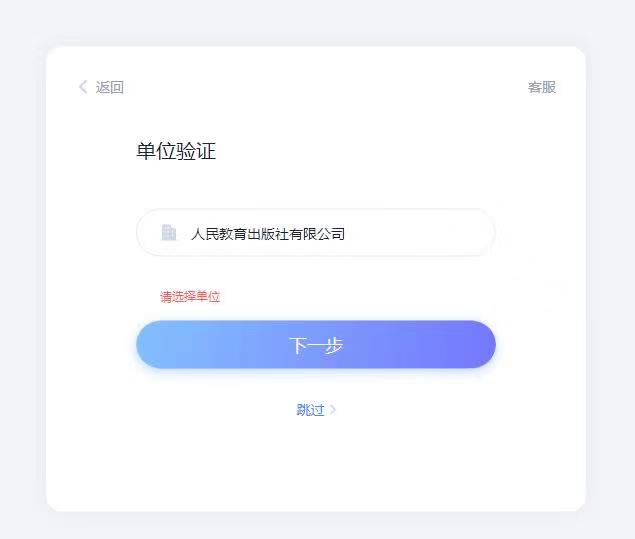 返回
客服
单位验证
人民教育出版社有限公司
请选择单位
下一步
跳过